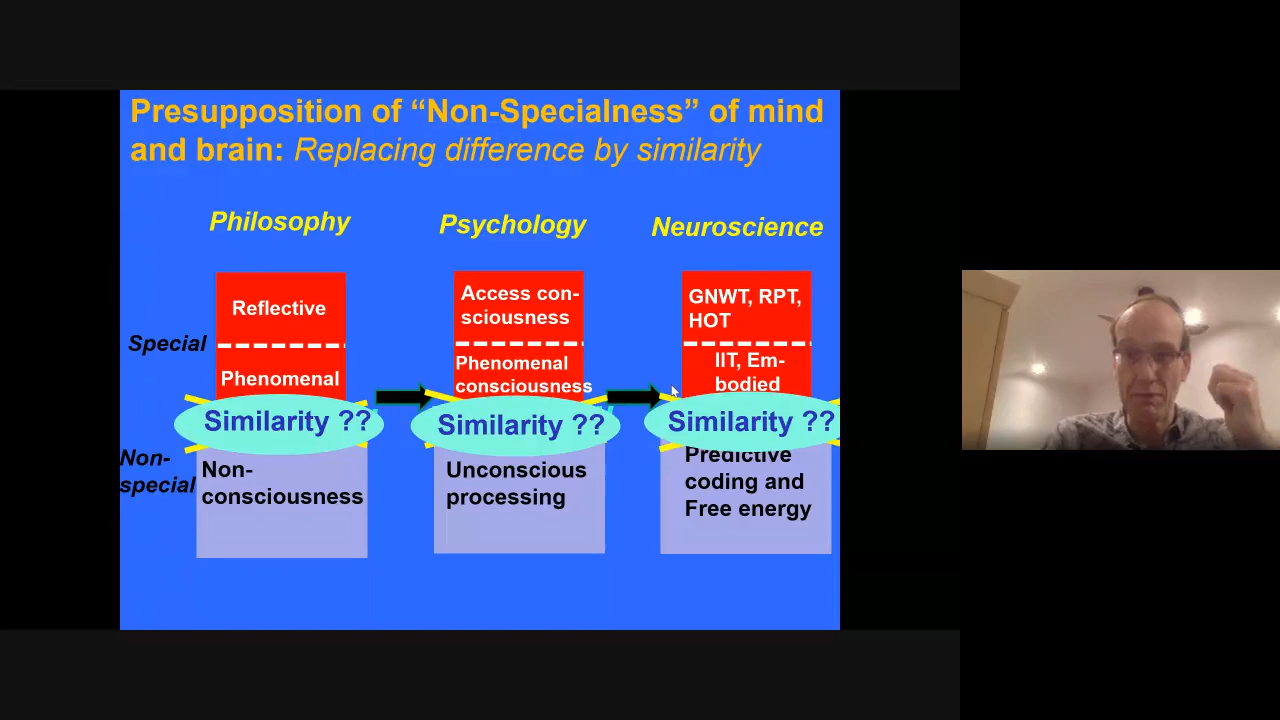 Presupposition of “Non-Specialness” of mind
and brain: Replacing difference by similarity
Philosophy
Psychology
Neuroscience
Special
Reflective
Phenomenal
Access con-
sciousness
Phenomenal
consciousness
GNWT, RPT,
HOT
IIT, Em-
bodied
Similarity ??
Similarity ??
Similarity ??
Non-
special
Non-
consciousness
Unconscious
processing
Predictive
coding and
Free energy